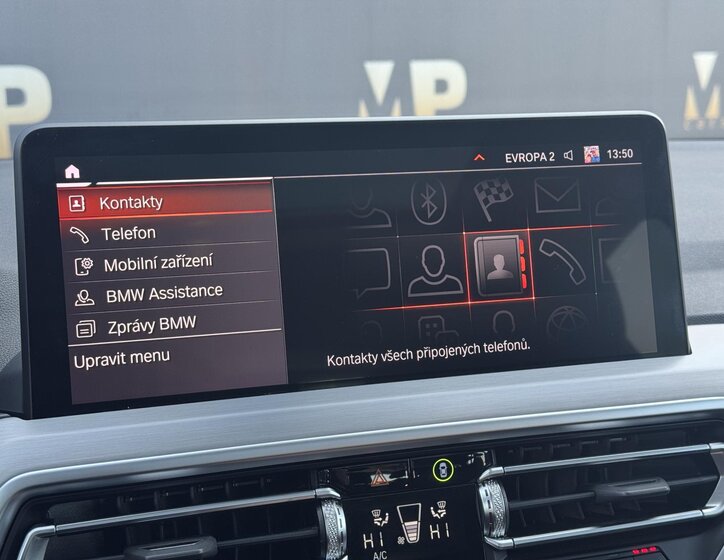 P
MP
M
EVROPA 2 13:50
Kontakty
Telefon
Mobilní zařízení
BMW Assistance
Zprávy BMW
Upravit menu
Kontakty všech připojených telefonů.
HI HI
A/C